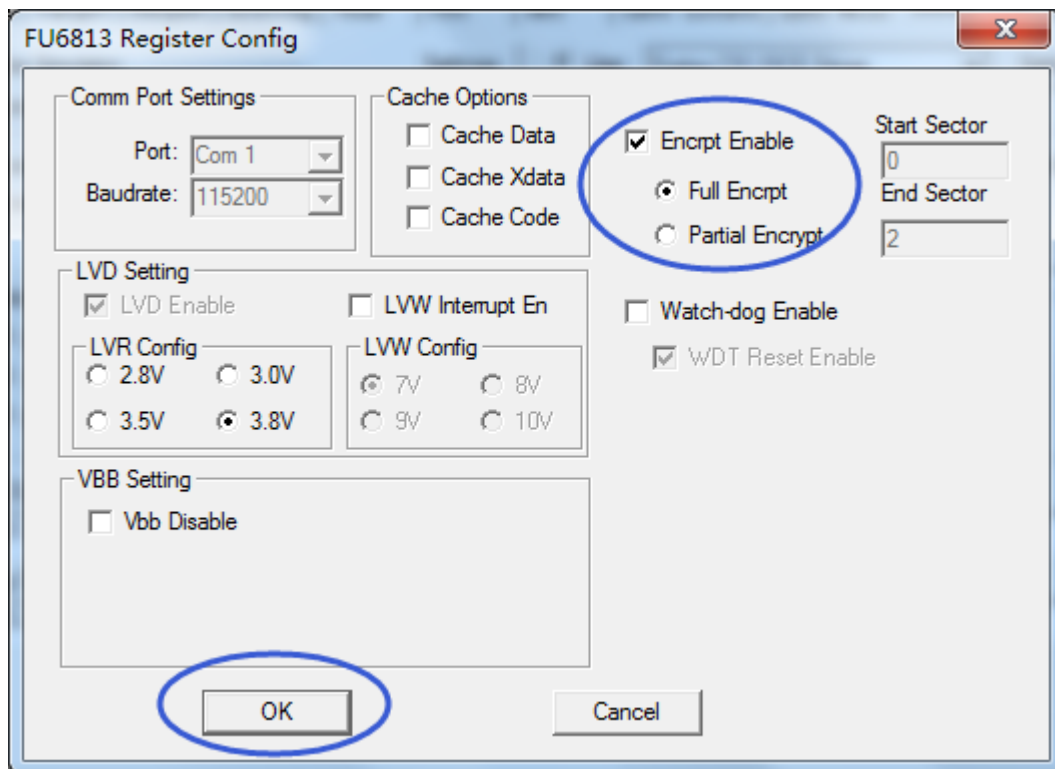 FU6813 Register Config
Comm Port Settings
Port: Com 1
Baudrate: 115200
Cache Options
Cache Data
Cache Xdata
Cache Code
Encrpt Enable
Full Encrpt
Partial Encrypt
Start Sector
0
End Sector
2
LVD Setting
LVD Enable
LVW Interrupt En
LVR Config
2.8V 3.0V
3.5V 3.8V
LVW Config
7V 8V
9V 10V
Watch-dog Enable
WDT Reset Enable
VBB Setting
Vbb Disable
OK Cancel